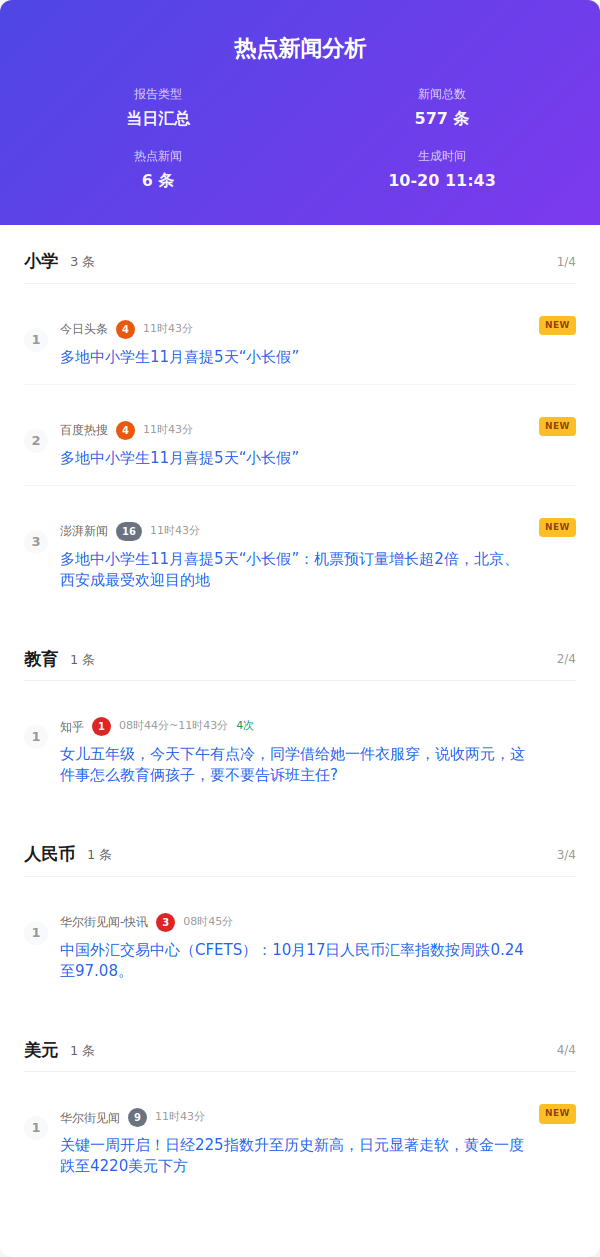 热点新闻分析
报告类型
当日汇总
新闻总数
577 条
热点新闻
6 条
生成时间
10-20 11:43
小学 3 条 1/4
1 今日头条 4 11时43分 NEW
多地中小学生11月喜提5天“小长假”
2 百度热搜 4 11时43分 NEW
多地中小学生11月喜提5天“小长假”
3 澎湃新闻 16 11时43分 NEW
多地中小学生11月喜提5天“小长假”：机票预订量增长超2倍，北京、
西安成最受欢迎目的地
教育 1 条 2/4
1 知乎 1 08时44分~11时43分 4次
女儿五年级，今天下午有点冷，同学借给她一件衣服穿，说收两元，这
件事怎么教育俩孩子，要不要告诉班主任?
人民币 1 条 3/4
1 华尔街见闻-快讯 3 08时45分
中国外汇交易中心（CFETS）：10月17日人民币汇率指数按周跌0.24
至97.08。
美元 1 条 4/4
1 华尔街见闻 9 11时43分 NEW
关键一周开启！日经225指数升至历史新高，日元显著走软，黄金一度
跌至4220美元下方